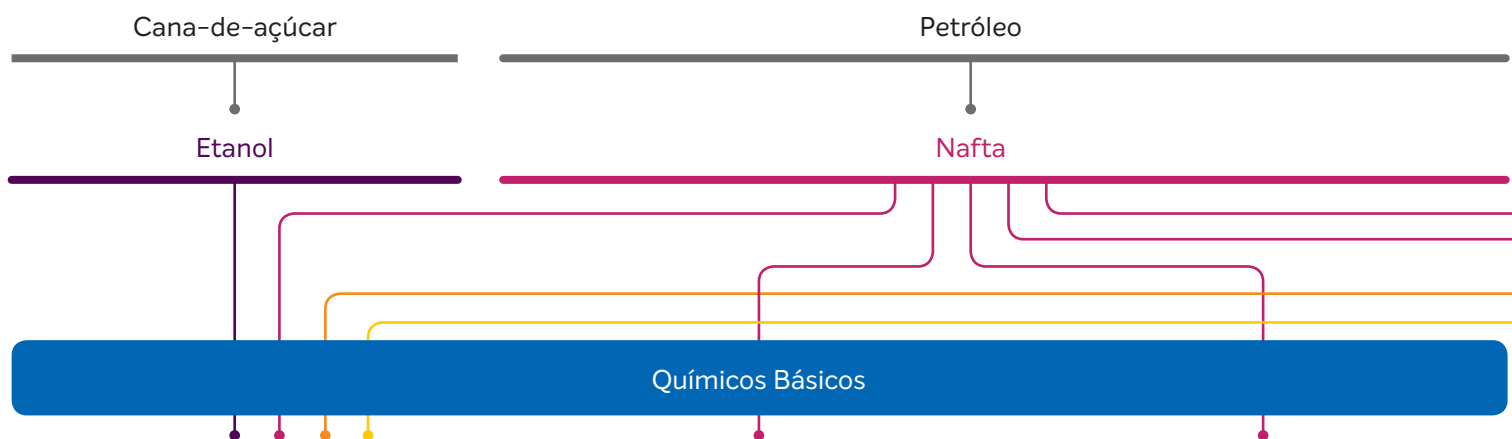 Cana-de-açúcar
Petróleo
Etanol
Nafta
Químicos Básicos